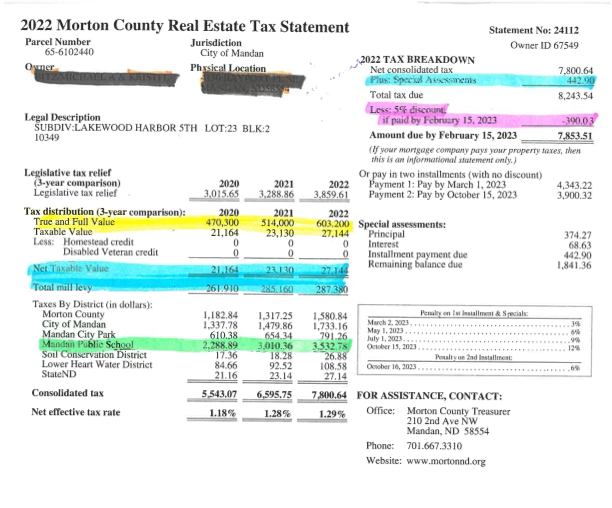 2022 Morton County Real Estate Tax Statement
Statement No: 24112
Parcel Number
65-6102440
Jurisdiction
City of Mandan
Owner ID 67549
Owner
Physical Location
2022 TAX BREAKDOWN
Net consolidated tax 7,800.64
Plus: Special Assessments 442.90
Total tax due 8,243.54
Less: 5% discount,
if paid by February 15, 2023 -390.03
Amount due by February 15, 2023 7,853.51
(If your mortgage company pays your property taxes, then
this is an informational statement only.)
Legal Description
SUBDIV:LAKEWOOD HARBOR 5TH LOT:23 BLK:2
10349
Or pay in two installments (with no discount)
Payment 1: Pay by March 1, 2023 4,343.22
Payment 2: Pay by October 15, 2023 3,900.32
Legislative tax relief
(3-year comparison) 2020 2021 2022
Legislative tax relief 3,015.65 3,288.86 3,859.61
Tax distribution (3-year comparison): 2020 2021 2022
True and Full Value 470,300 514,000 603,200
Taxable Value 21,164 23,130 27,144
Less: Homestead credit 0 0 0
Disabled Veteran credit 0 0 0
Net Taxable Value 21,164 23,130 27,144
Total mill levy 261.910 285.160 287.380
Taxes By District (in dollars):
Morton County 1,182.84 1,317.25 1,580.84
City of Mandan 1,337.78 1,479.86 1,733.16
Mandan City Park 610.38 654.34 791.26
Mandan Public School 2,288.89 3,010.36 3,532.78
Soil Conservation District 17.36 18.28 26.88
Lower Heart Water District 84.66 92.52 108.58
StateND 21.16 23.14 27.14
Consolidated tax 5,543.07 6,595.75 7,800.64
Net effective tax rate 1.18% 1.28% 1.29%
Special assessments:
Principal 374.27
Interest 68.63
Installment payment due 442.90
Remaining balance due 1,841.36
Penalty on 1st Installment & Specials:
March 2, 2023 3%
May 1, 2023 6%
July 1, 2023 9%
October 15, 2023 12%
Penalty on 2nd Installment:
October 16, 2023 6%
FOR ASSISTANCE, CONTACT:
Office: Morton County Treasurer
210 2nd Ave NW
Mandan, ND 58554
Phone: 701.667.3310
Website: www.mortonnd.org